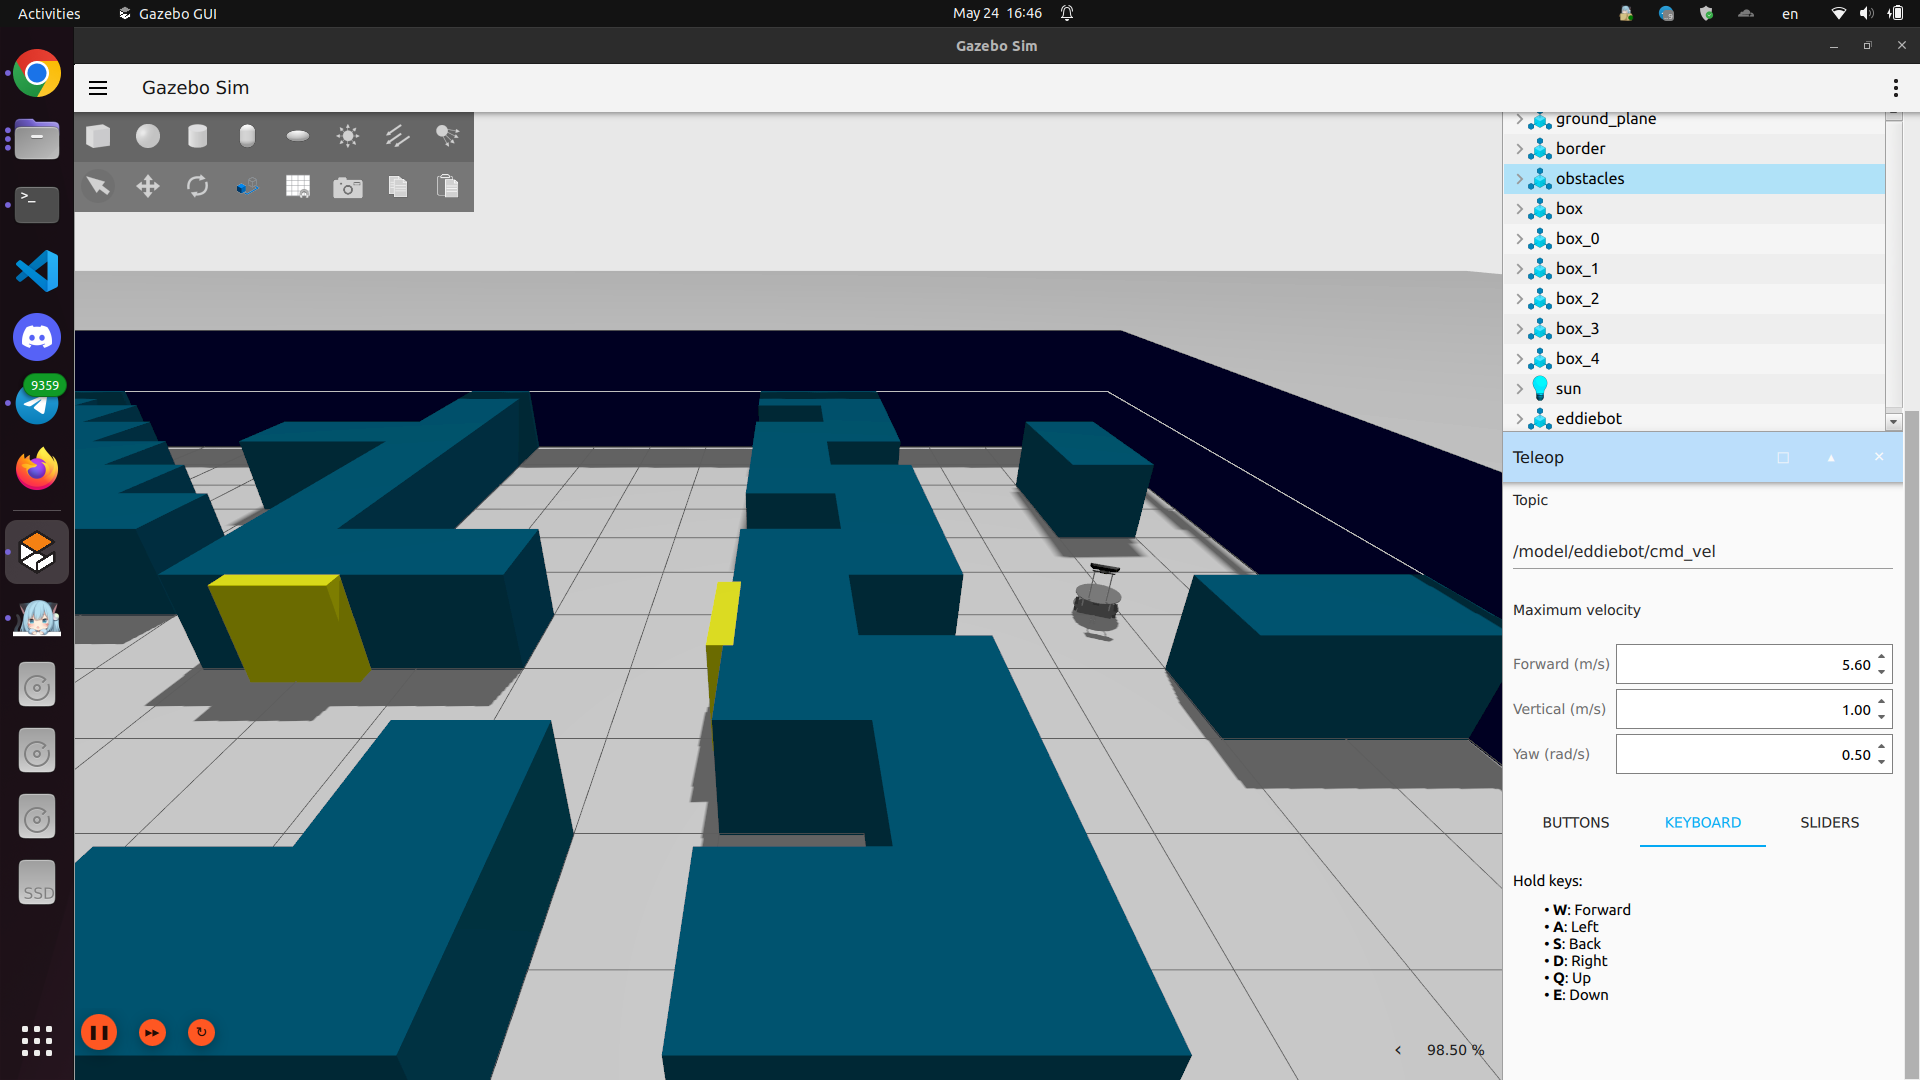 Activities
Gazebo GUI
May 24 16:46
en
Gazebo Sim
Gazebo Sim
ground_plane
border
obstacles
box
box_0
box_1
box_2
box_3
box_4
sun
eddiebot
9359
>_
SSD
Teleop
Topic
/model/eddiebot/cmd_vel
Maximum velocity
Forward (m/s) 5.60
Vertical (m/s) 1.00
Yaw (rad/s) 0.50
BUTTONS KEYBOARD SLIDERS
Hold keys:
• W: Forward
• A: Left
• S: Back
• D: Right
• Q: Up
• E: Down
98.50 %